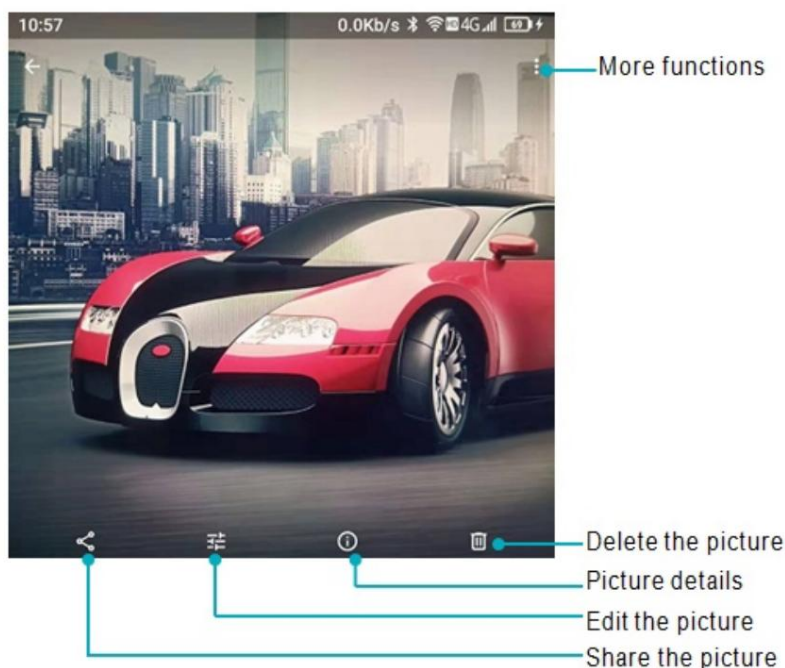 10:57
0.0Kb/s HD 4G 69
More functions
Delete the picture
Picture details
Edit the picture
Share the picture